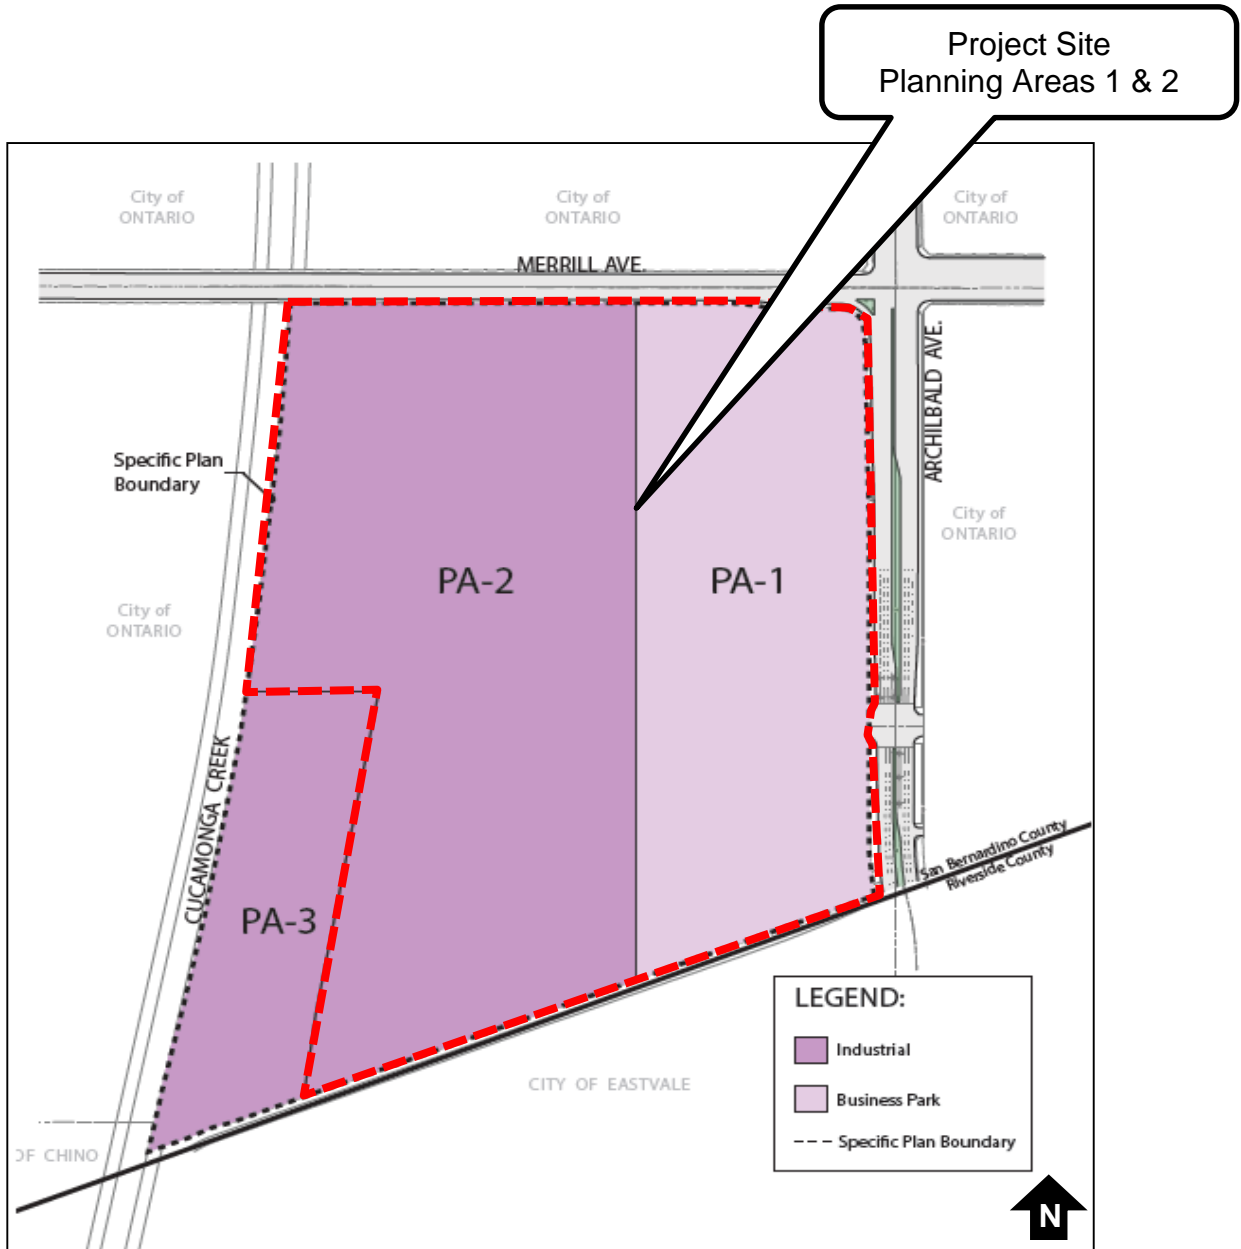 Project Site
Planning Areas 1 & 2
City of
ONTARIO
City of
ONTARIO
City of
ONTARIO
MERRILL AVE.
ARCHILBALD AVE.
Specific Plan
Boundary
City of
ONTARIO
PA-2
PA-1
City of
ONTARIO
CUCAMONGA CREEK
San Bernardino County
Riverside County
PA-3
LEGEND:
Industrial
Business Park
Specific Plan Boundary
CITY OF EASTVALE
OF CHINO
N